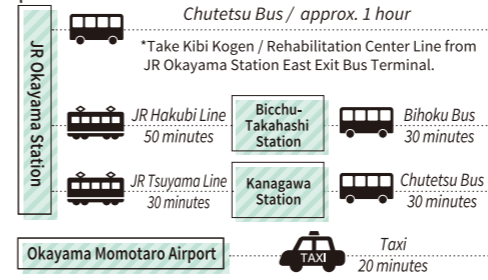 Chutetsu Bus / approx. 1 hour
*Take Kibi Kogen / Rehabilitation Center Line from
JR Okayama Station East Exit Bus Terminal.
JR Okayama Station
JR Hakubi Line
50 minutes
Bicchu-
Takahashi
Station
Bihoku Bus
30 minutes
JR Tsuyama Line
30 minutes
Kanagawa
Station
Chutetsu Bus
30 minutes
Okayama Momotaro Airport
TAXI
Taxi
20 minutes